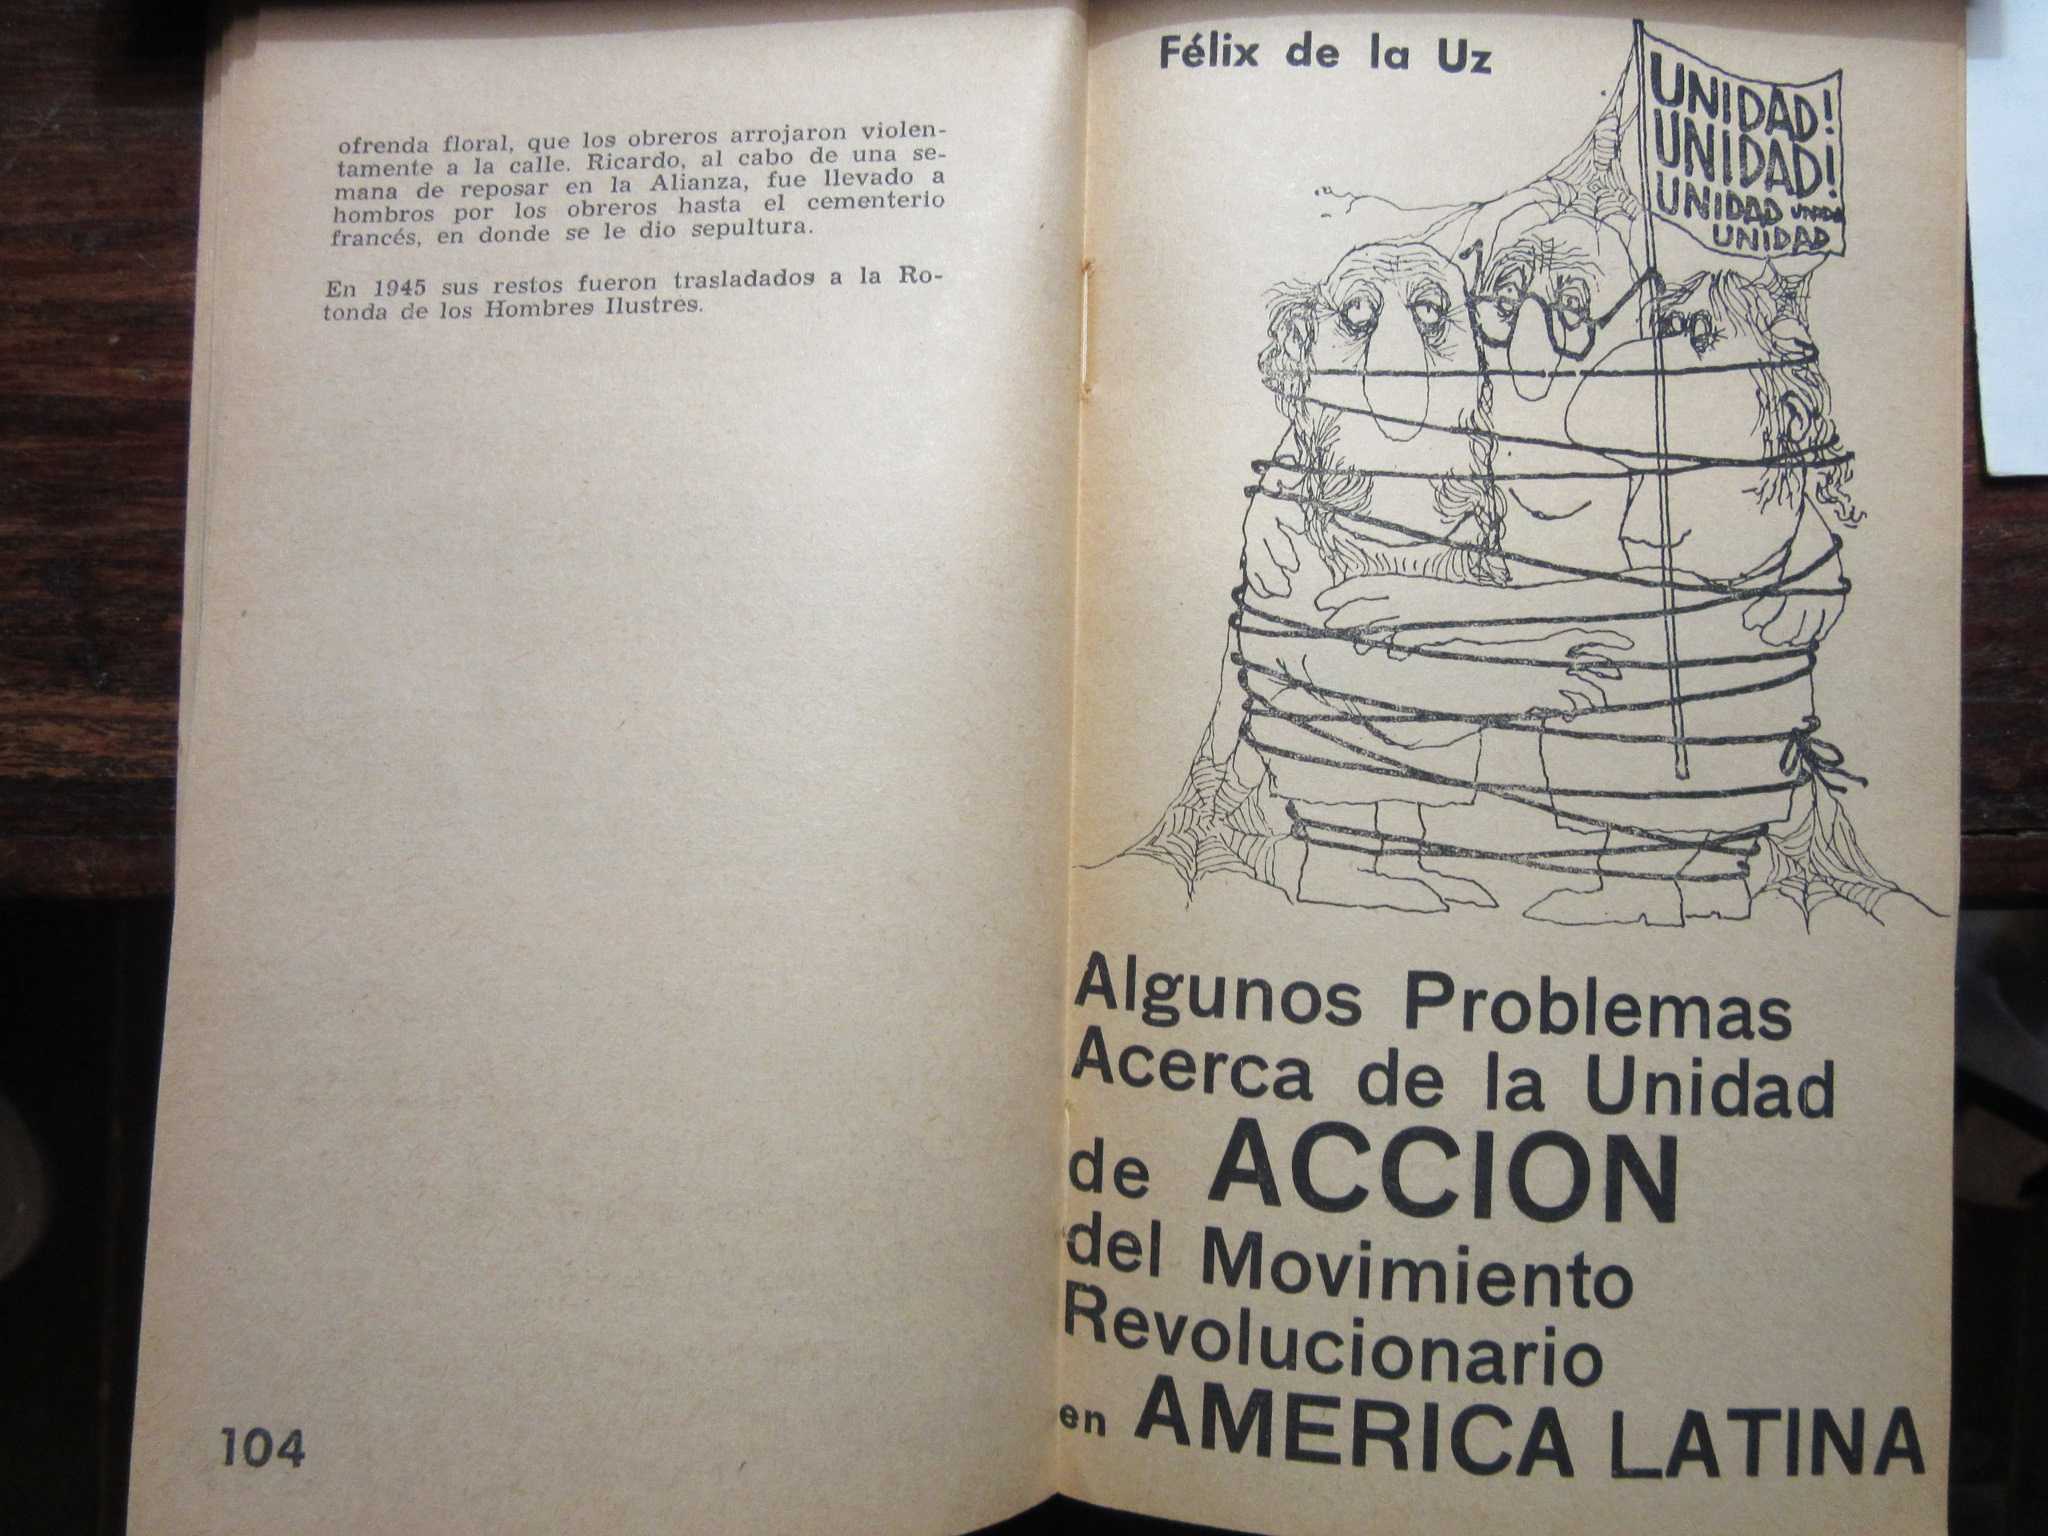 ofrenda floral, que los obreros arrojaron violen-
tamente a la calle. Ricardo, al cabo de una se-
mana de reposar en la Alianza, fue llevado a
hombros por los obreros hasta el cementerio
francés, en donde se le dio sepultura.
En 1945 sus restos fueron trasladados a la Ro-
tonda de los Hombres Ilustres.
104
Félix de la Uz
UNIDAD!
UNIDAD!
UNIDAD UNIDAD
UNIDAD
Algunos Problemas
Acerca de la Unidad
de ACCION
del Movimiento
Revolucionario
en AMERICA LATINA